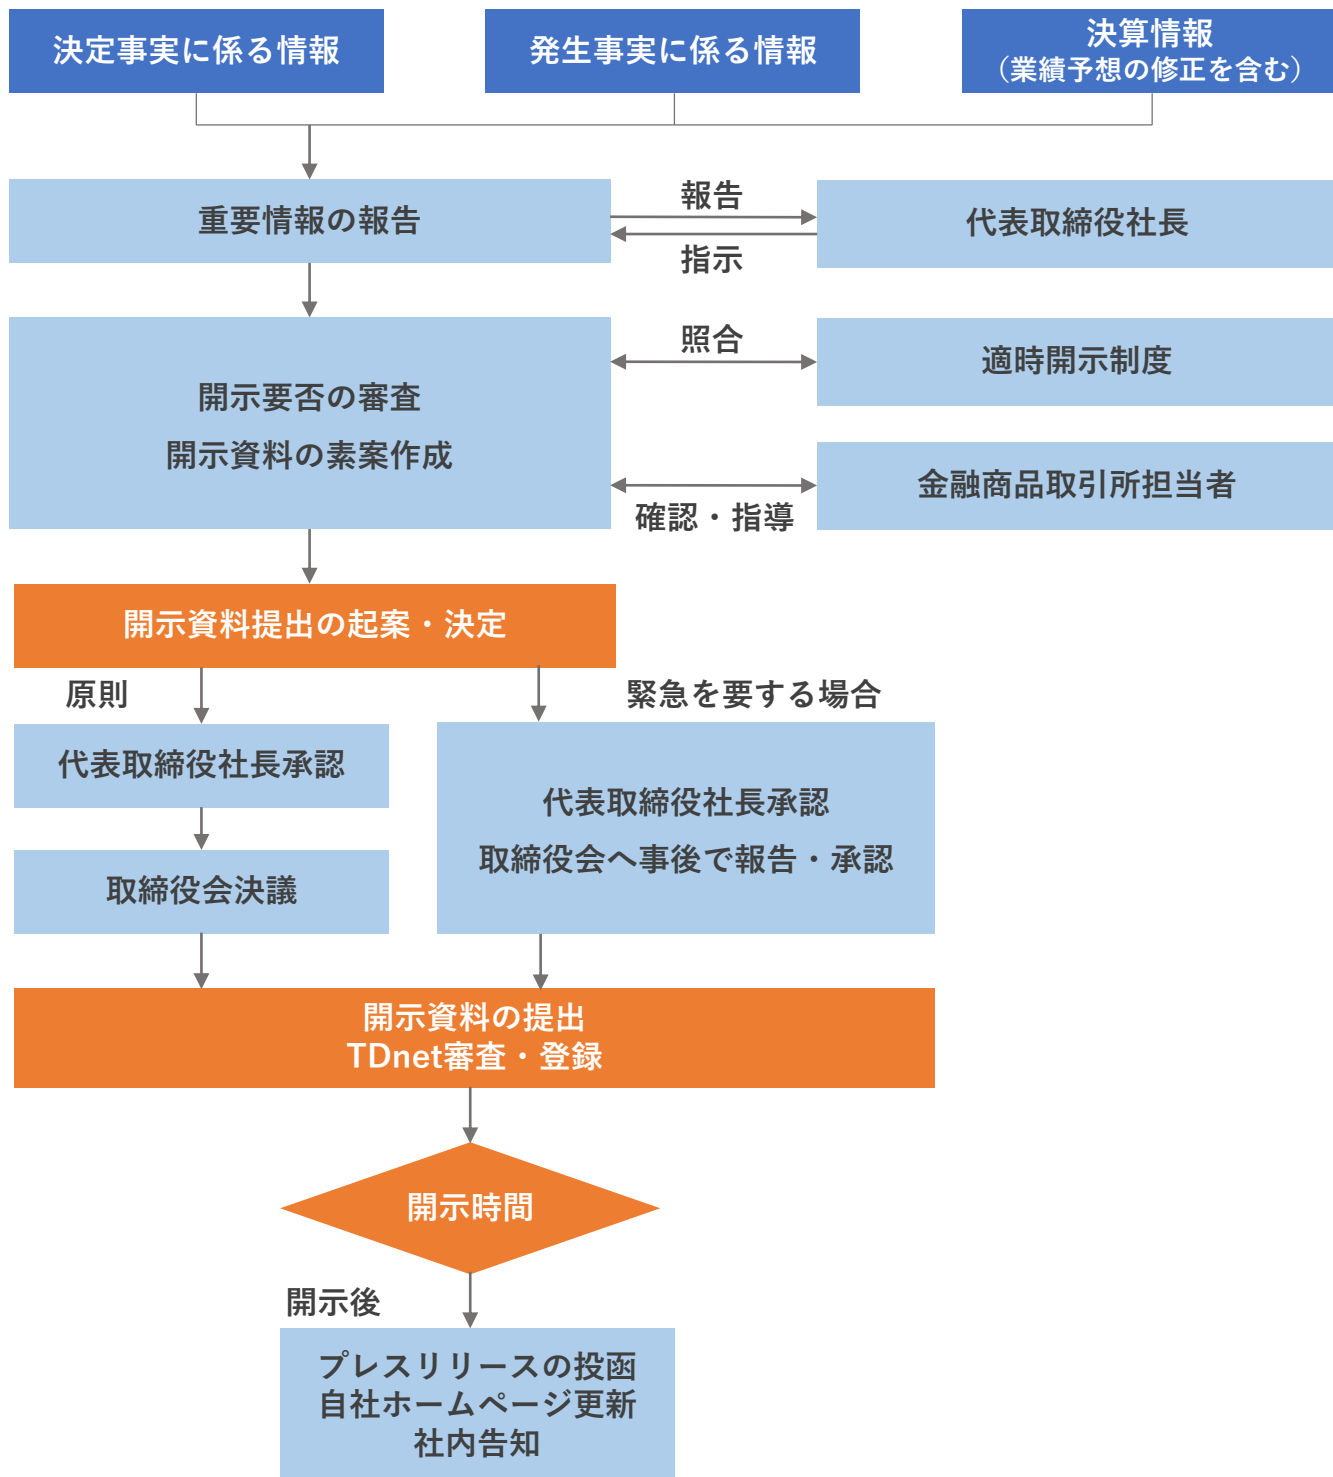 決定事実に係る情報
発生事実に係る情報
決算情報
（業績予想の修正を含む）
重要情報の報告
報告
指示
代表取締役社長
開示要否の審査
開示資料の素案作成
照合
適時開示制度
確認・指導
金融商品取引所担当者
開示資料提出の起案・決定
原則
緊急を要する場合
代表取締役社長承認
取締役会決議
代表取締役社長承認
取締役会へ事後で報告・承認
開示資料の提出
TDnet審査・登録
開示時間
開示後
プレスリリースの投函
自社ホームページ更新
社内告知